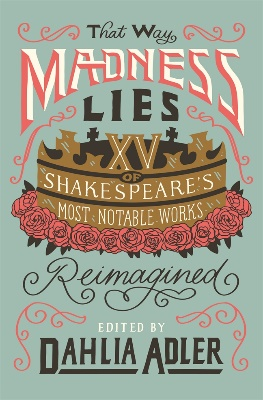 That Way
MADNESS
LIES
XV
OF
SHAKESPEARE'S
MOST NOTABLE WORKS
Reimagined
EDITED BY
DAHLIA ADLER